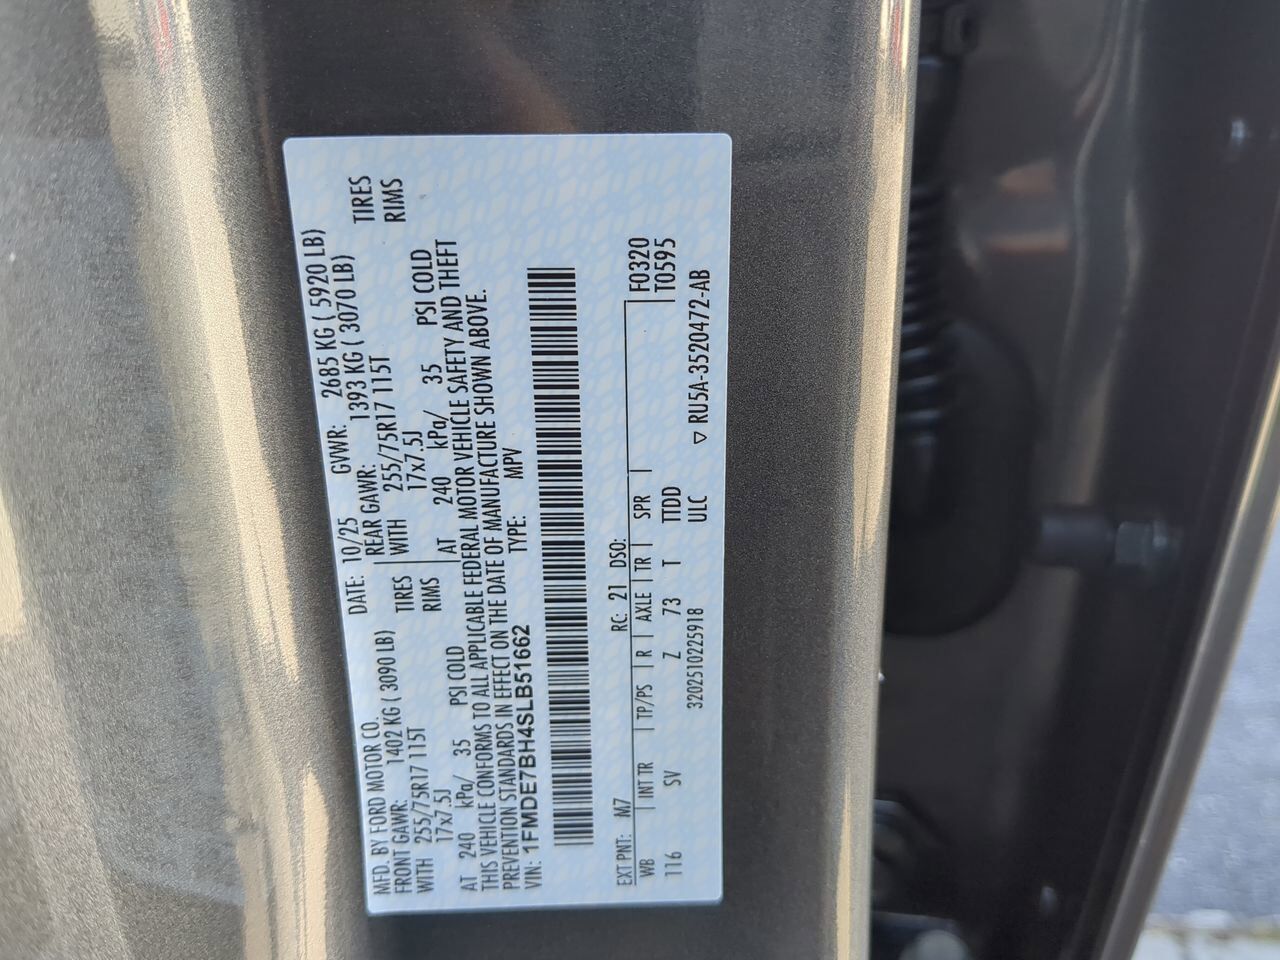 MFD. BY FORD MOTOR CO.
DATE: 10/25 GVWR: 2685 KG ( 5920 LB)
FRONT GAWR: 1402 KG ( 3090 LB) REAR GAWR: 1393 KG ( 3070 LB)
WITH 255/75R17 115T TIRES WITH 255/75R17 115T TIRES
17x7.5J RIMS 17x7.5J RIMS
AT 240 kPa/ 35 PSI COLD AT 240 kPa/ 35 PSI COLD
THIS VEHICLE CONFORMS TO ALL APPLICABLE FEDERAL MOTOR VEHICLE SAFETY AND THEFT
PREVENTION STANDARDS IN EFFECT ON THE DATE OF MANUFACTURE SHOWN ABOVE.
VIN: 1FMDE7BH4SLB51662 TYPE: MPV
EXT PNT: M7 RC: 21 DSO: F0320
WB INT TR TP/PS R AXLE TR SPR T0595
116 SV Z 73 T TTDD
3202510225918 ULC ▽ RU5A-3520472-AB